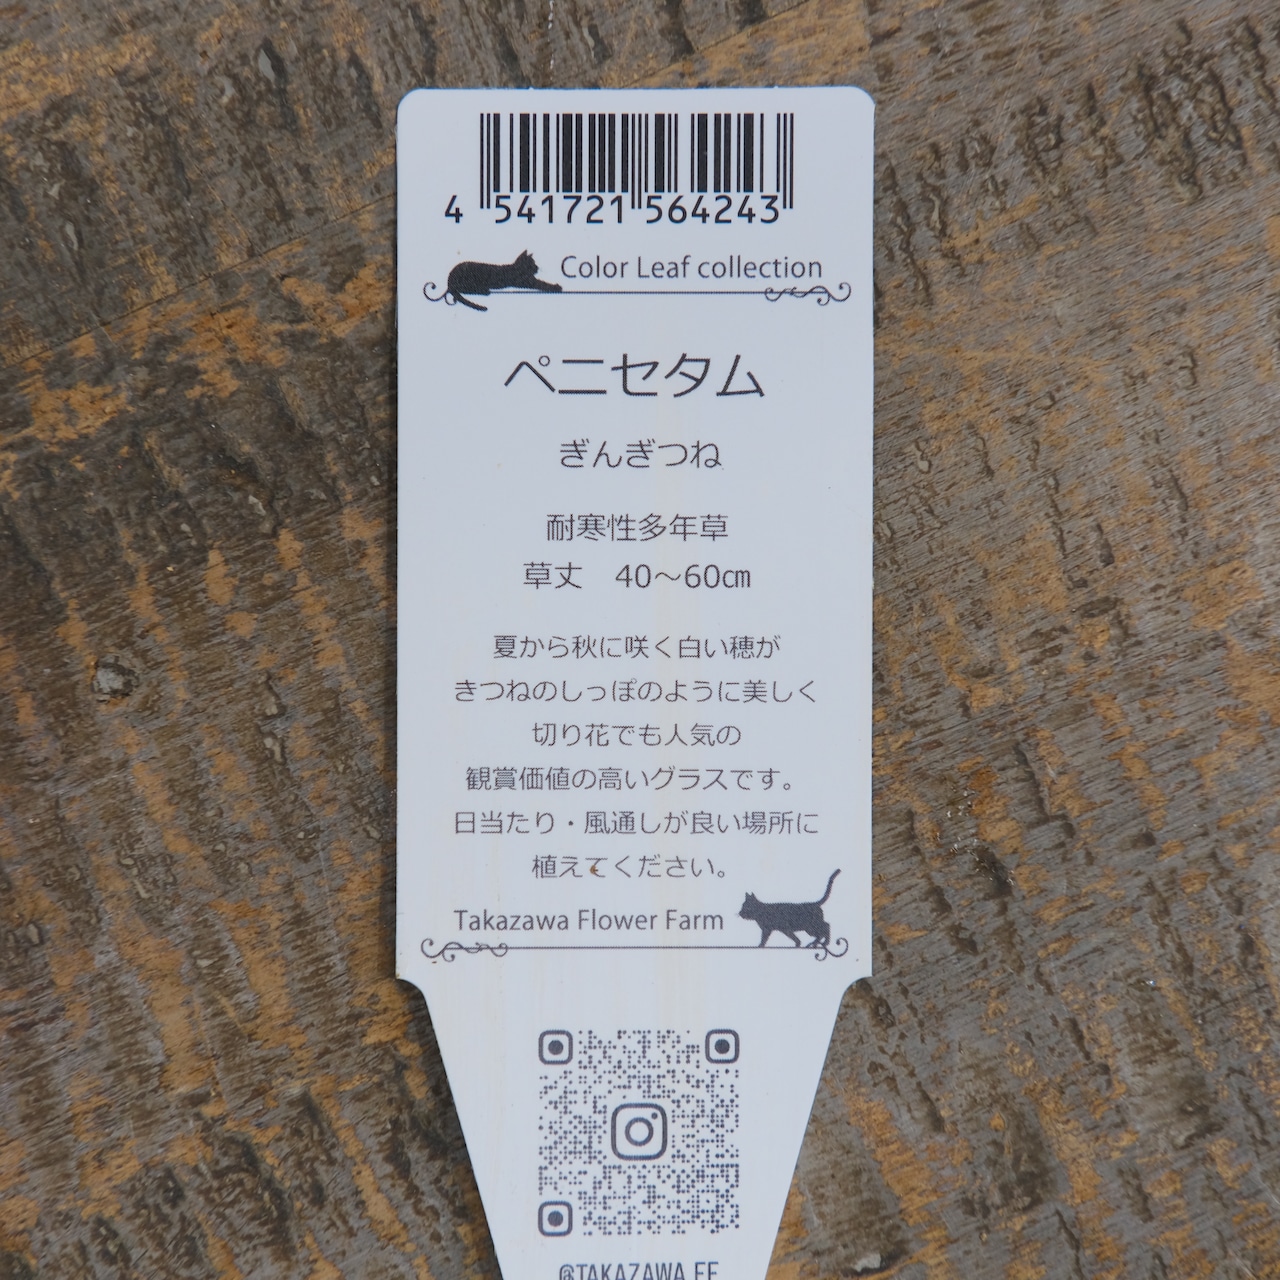 4 541721 564243
Color Leaf collection
ペニセタム
ぎんぎつね
耐寒性多年草
草丈 40〜60㎝
夏から秋に咲く白い穂が
きつねのしっぽのように美しく
切り花でも人気の
観賞価値の高いグラスです。
日当たり・風通しが良い場所に
植えてください。
Takazawa Flower Farm
@TAKAZAWA.FF